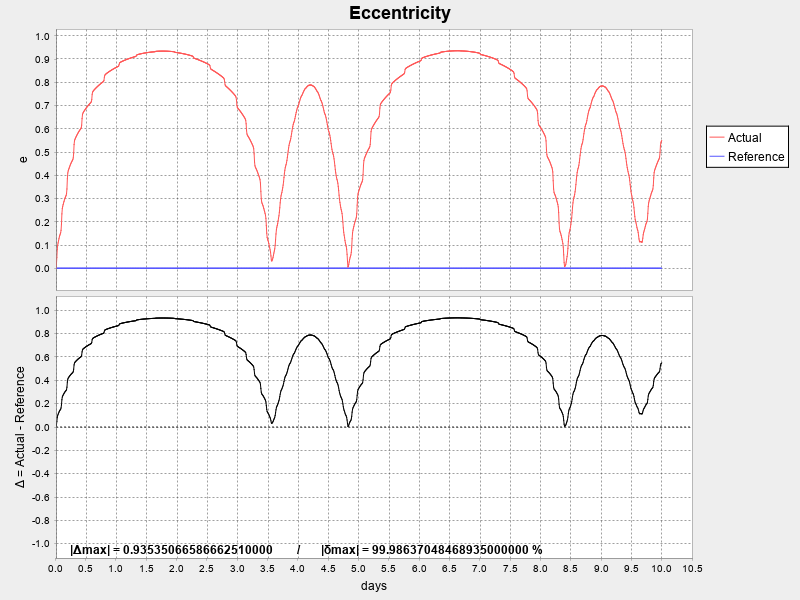 Eccentricity
1.0
0.9
0.8
0.7
0.6
0.5
0.4
0.3
0.2
0.1
0.0
e
Actual
Reference
1.0
0.8
0.6
0.4
0.2
0.0
-0.2
-0.4
-0.6
-0.8
-1.0
Δ = Actual - Reference
|Δmax| = 0.93535066586662510000 / |δmax| = 99.98637048468935000000 %
0.0 0.5 1.0 1.5 2.0 2.5 3.0 3.5 4.0 4.5 5.0 5.5 6.0 6.5 7.0 7.5 8.0 8.5 9.0 9.5 10.0 10.5
days